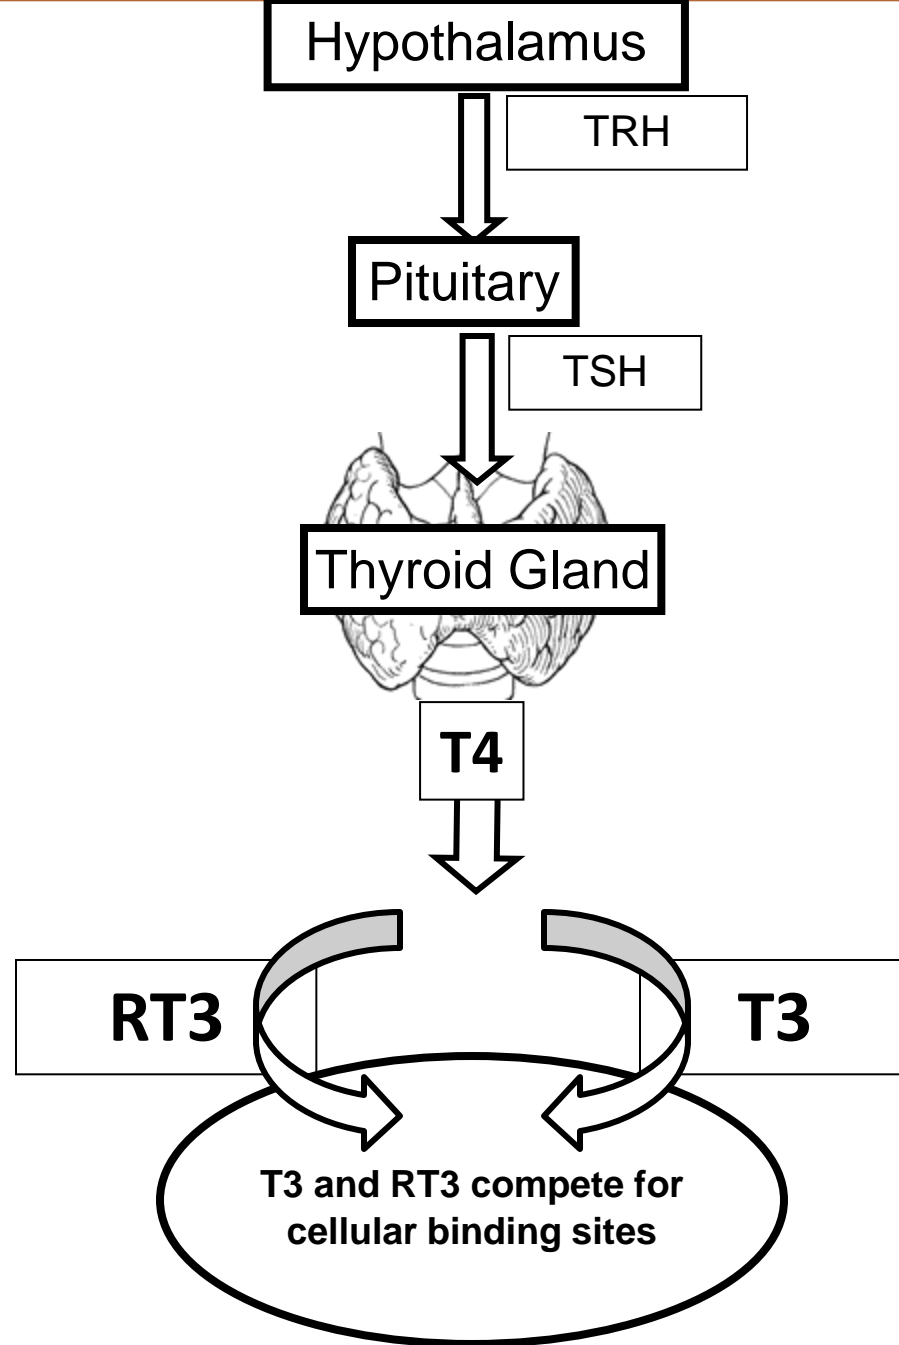 Hypothalamus
TRH
Pituitary
TSH
Thyroid Gland
T4
RT3
T3
T3 and RT3 compete for
cellular binding sites